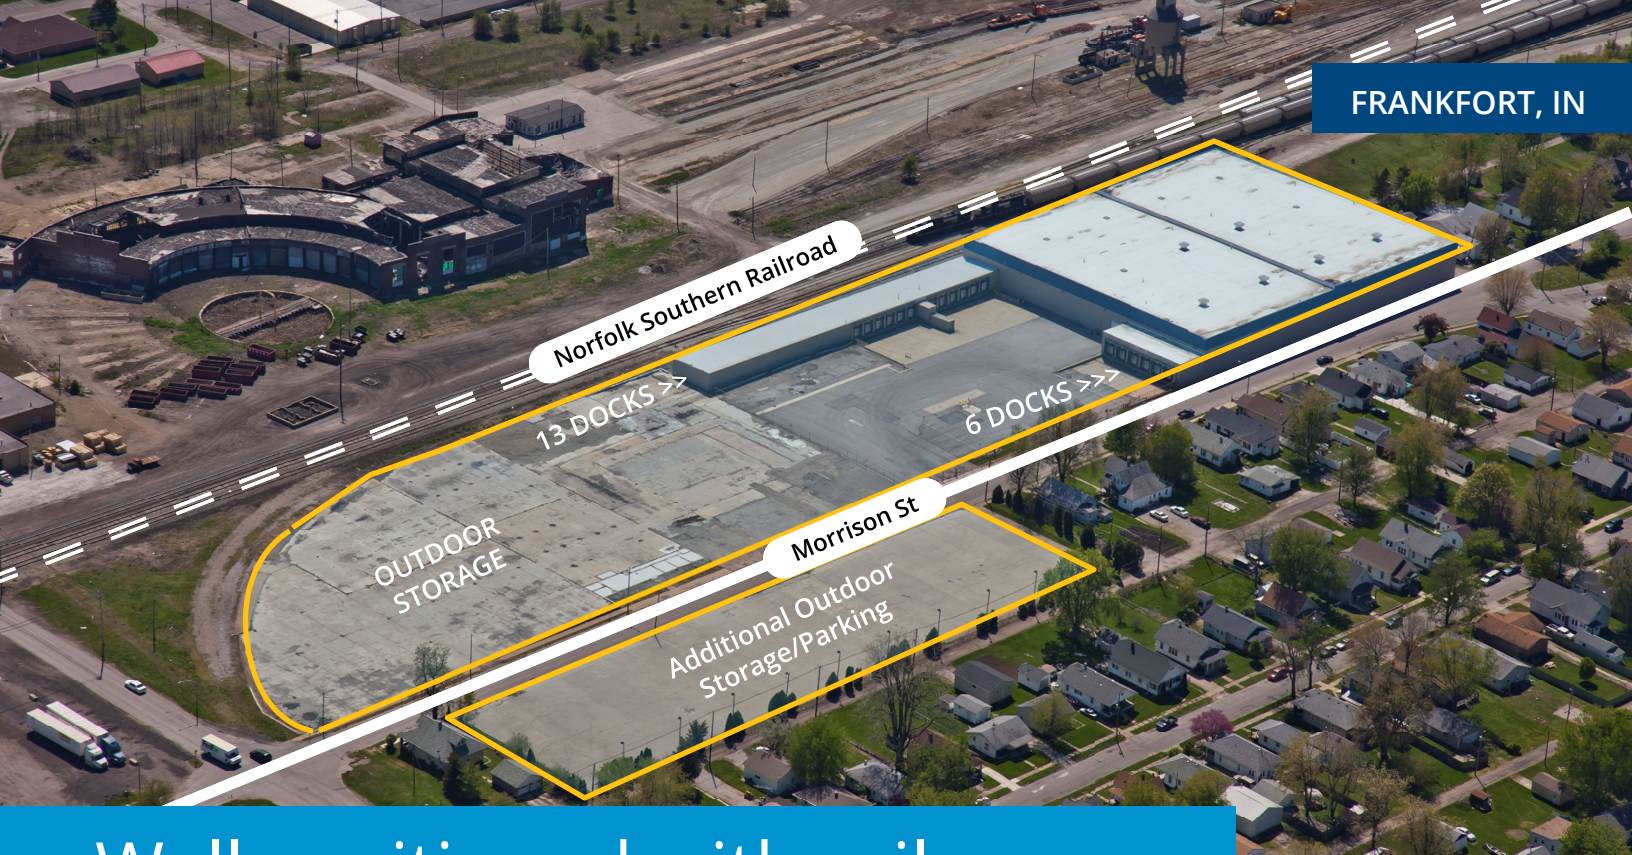 FRANKFORT, IN
Norfolk Southern Railroad
13 DOCKS >>
6 DOCKS >>>
OUTDOOR
STORAGE
Morrison St
Additional Outdoor
Storage/Parking